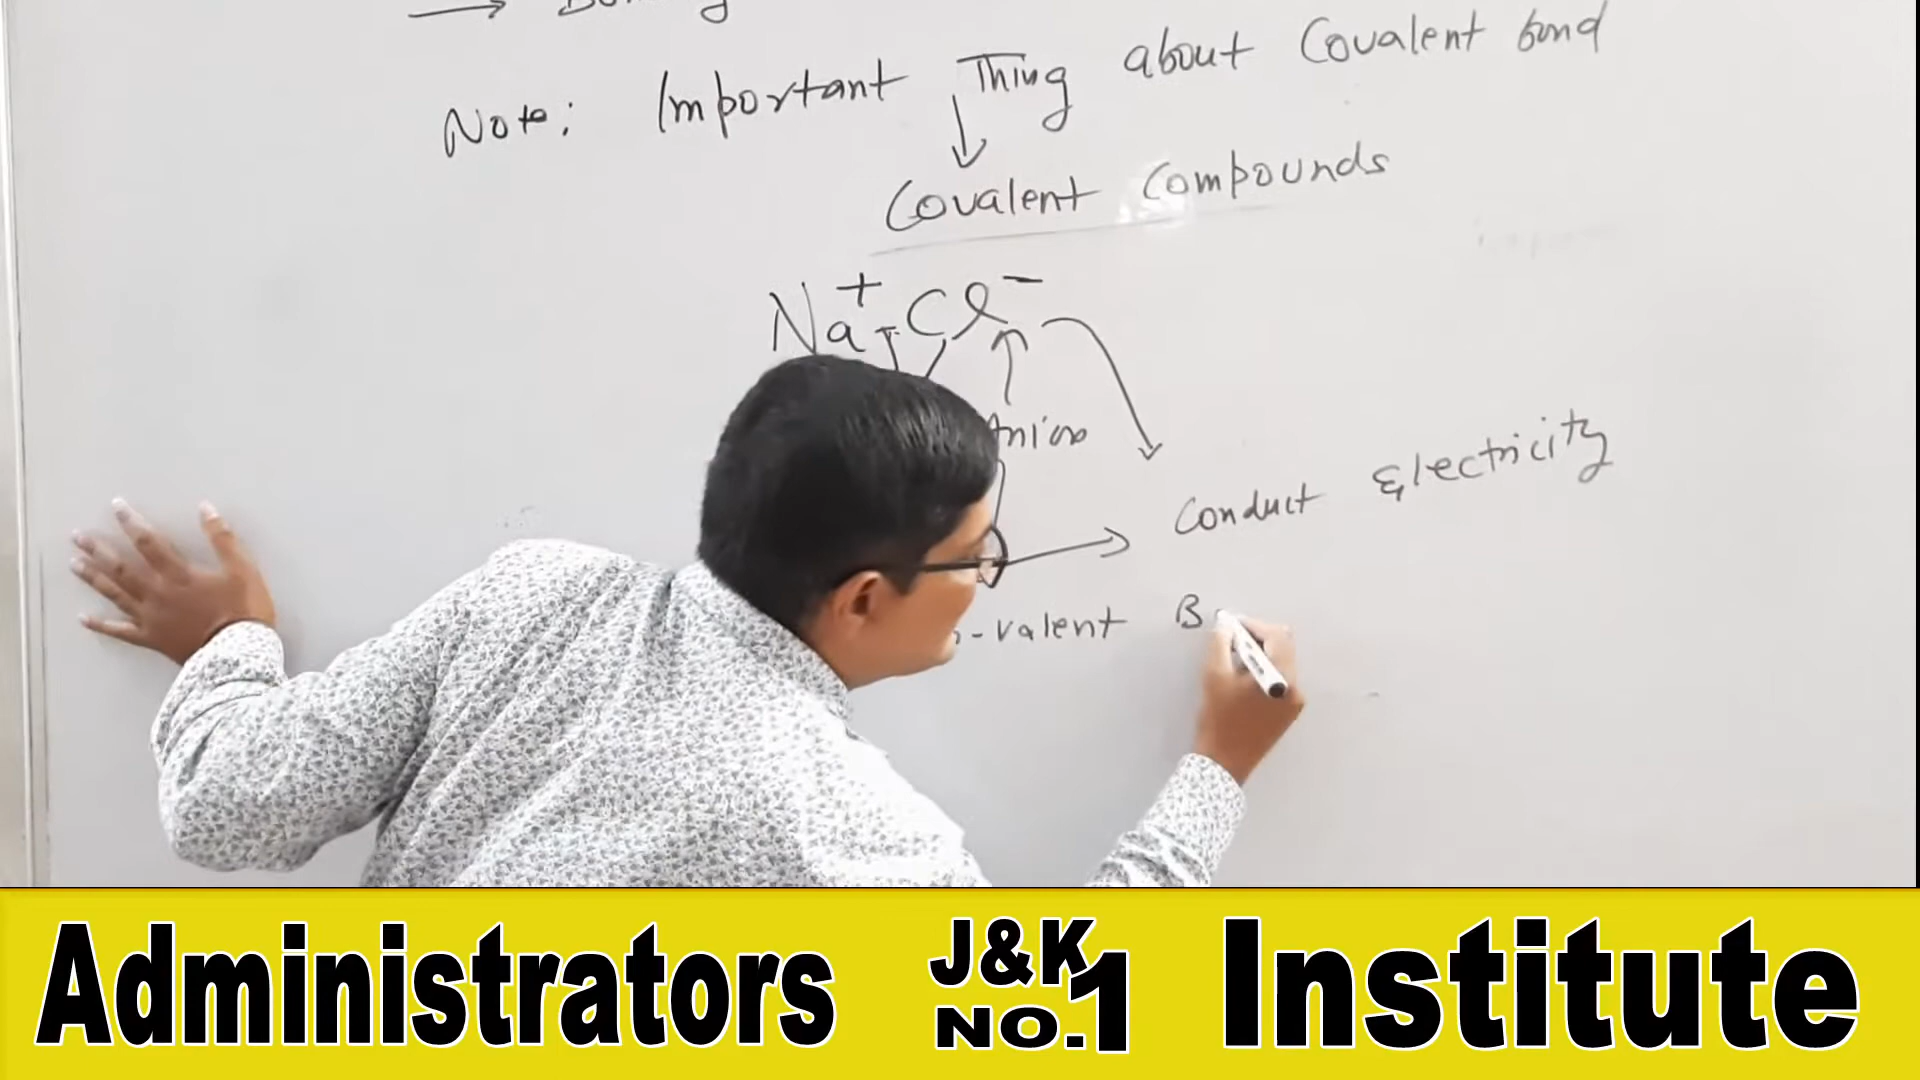 Note: Important Thing about Covalent bond
Covalent Compounds
Na+ Cl-
Anion
Conduct Electricity
-valent B
Administrators J&K NO.1 Institute